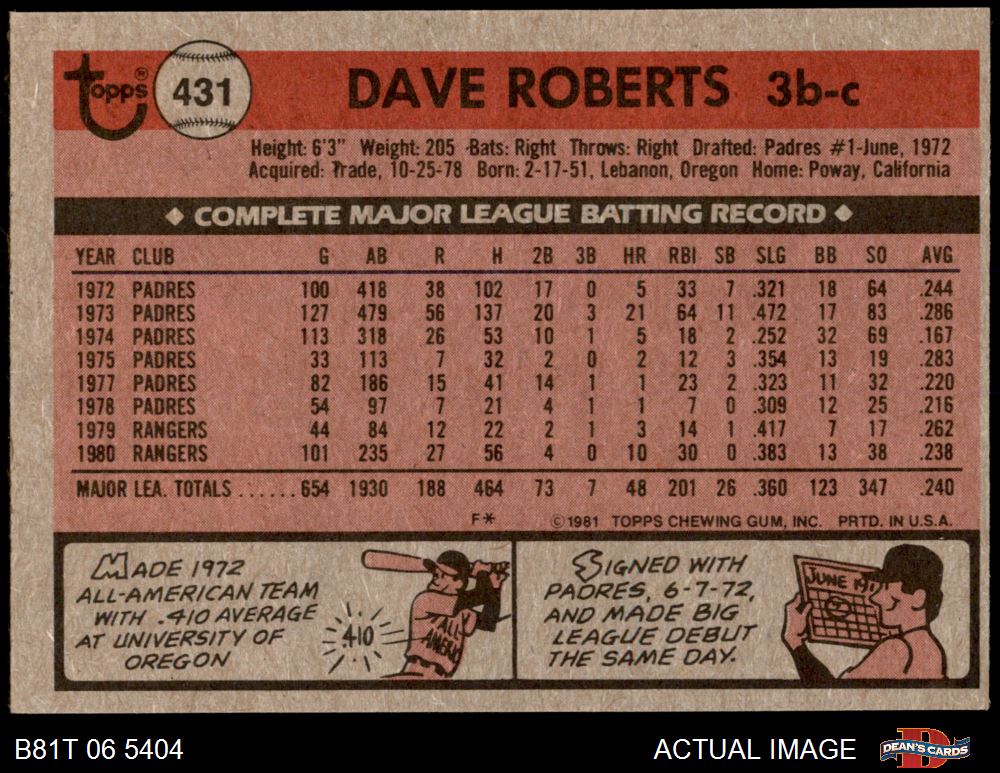 topps®
431
DAVE ROBERTS 3b-c
Height: 6'3" Weight: 205 Bats: Right Throws: Right Drafted: Padres #1-June, 1972
Acquired: Trade, 10-25-78 Born: 2-17-51, Lebanon, Oregon Home: Poway, California
COMPLETE MAJOR LEAGUE BATTING RECORD
YEAR CLUB G AB R H 2B 3B HR RBI SB SLG BB SO AVG
1972 PADRES 100 418 38 102 17 0 5 33 7 .321 18 64 .244
1973 PADRES 127 479 56 137 20 3 21 64 11 .472 17 83 .286
1974 PADRES 113 318 26 53 10 1 5 18 2 .252 32 69 .167
1975 PADRES 33 113 7 32 2 0 2 12 3 .354 13 19 .283
1977 PADRES 82 186 15 41 14 1 1 23 2 .323 11 32 .220
1978 PADRES 54 97 7 21 4 1 1 7 0 .309 12 25 .216
1979 RANGERS 44 84 12 22 2 1 3 14 1 .417 7 17 .262
1980 RANGERS 101 235 27 56 4 0 10 30 0 .383 13 38 .238
MAJOR LEA. TOTALS ......654 1930 188 464 73 7 48 201 26 .360 123 347 .240
F* ©1981 TOPPS CHEWING GUM, INC. PRTD. IN U.S.A.
MADE 1972
ALL-AMERICAN TEAM
WITH .410 AVERAGE
AT UNIVERSITY OF
OREGON
.410
ALL-
SIGNED WITH
PADRES, 6-7-72,
AND MADE BIG
LEAGUE DEBUT
THE SAME DAY.
JUNE
B81T 06 5404
ACTUAL IMAGE
DEAN'S CARDS